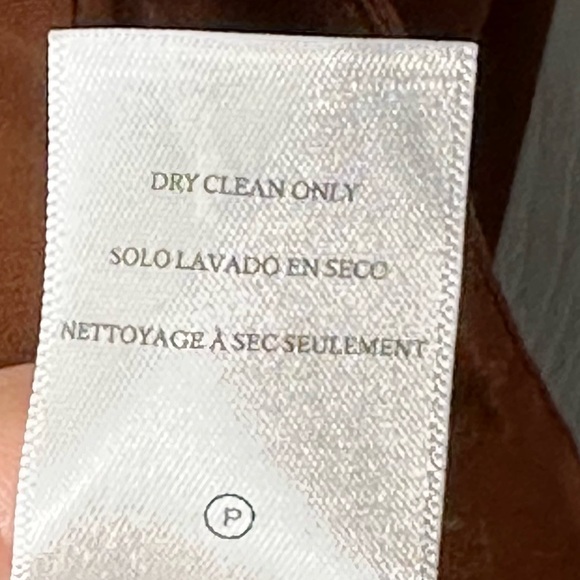 DRY CLEAN ONLY
SOLO LAVADO EN SECO
NETTOYAGE À SEC SEULEMENT
P